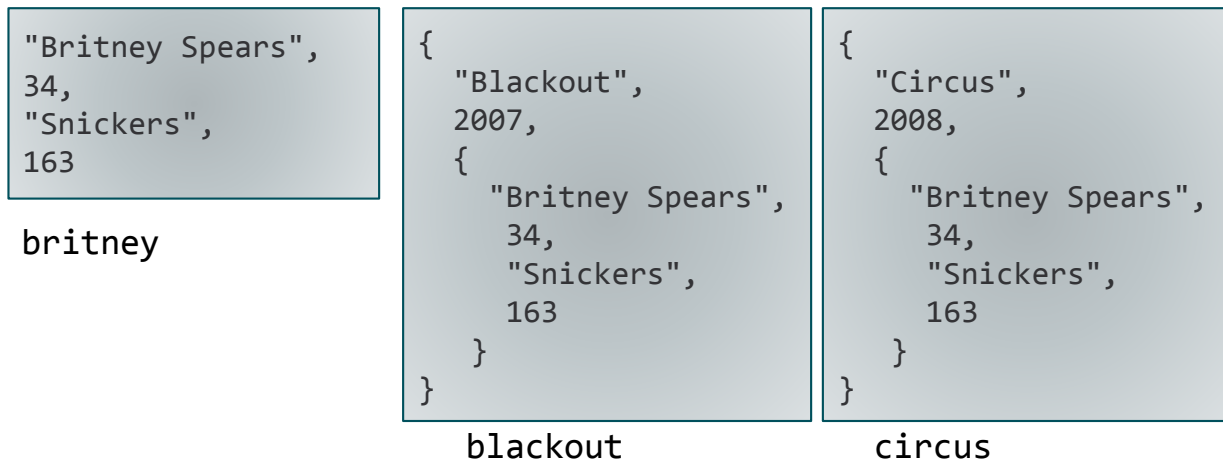 "Britney Spears",
34,
"Snickers",
163
britney
{
"Blackout",
2007,
{
"Britney Spears",
34,
"Snickers",
163
}
}
blackout
{
"Circus",
2008,
{
"Britney Spears",
34,
"Snickers",
163
}
}
circus